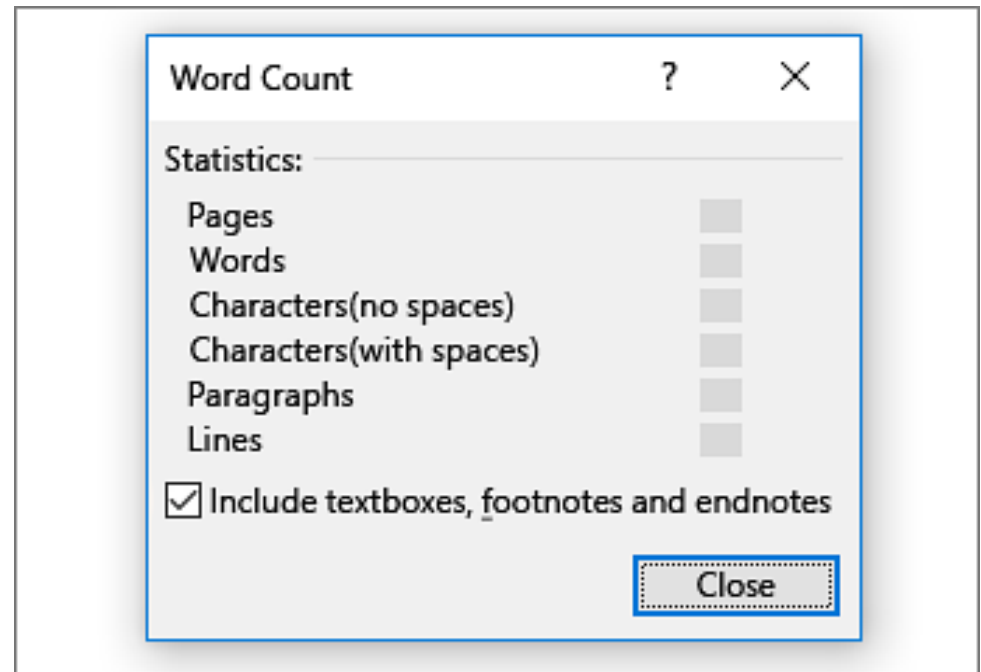 Word Count ?
Statistics:
Pages
Words
Characters(no spaces)
Characters(with spaces)
Paragraphs
Lines
Include textboxes, footnotes and endnotes
Close